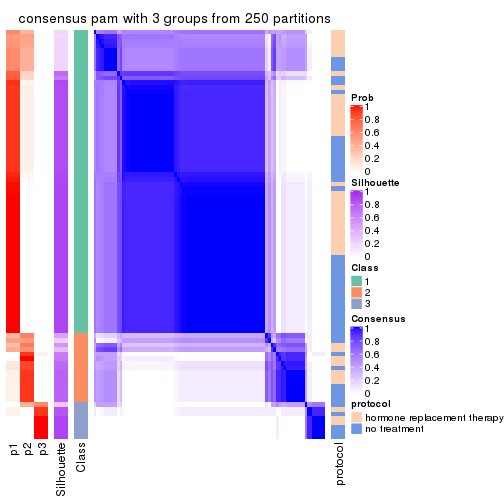 consensus pam with 3 groups from 250 partitions
Prob
1
0.8
0.6
0.4
0.2
0
Silhouette
1
0.8
0.6
0.4
0.2
0
Class
1
2
3
Consensus
1
0.8
0.6
0.4
0.2
0
protocol
hormone replacement therapy
no treatment
p1
p2
p3
Silhouette
Class
protocol